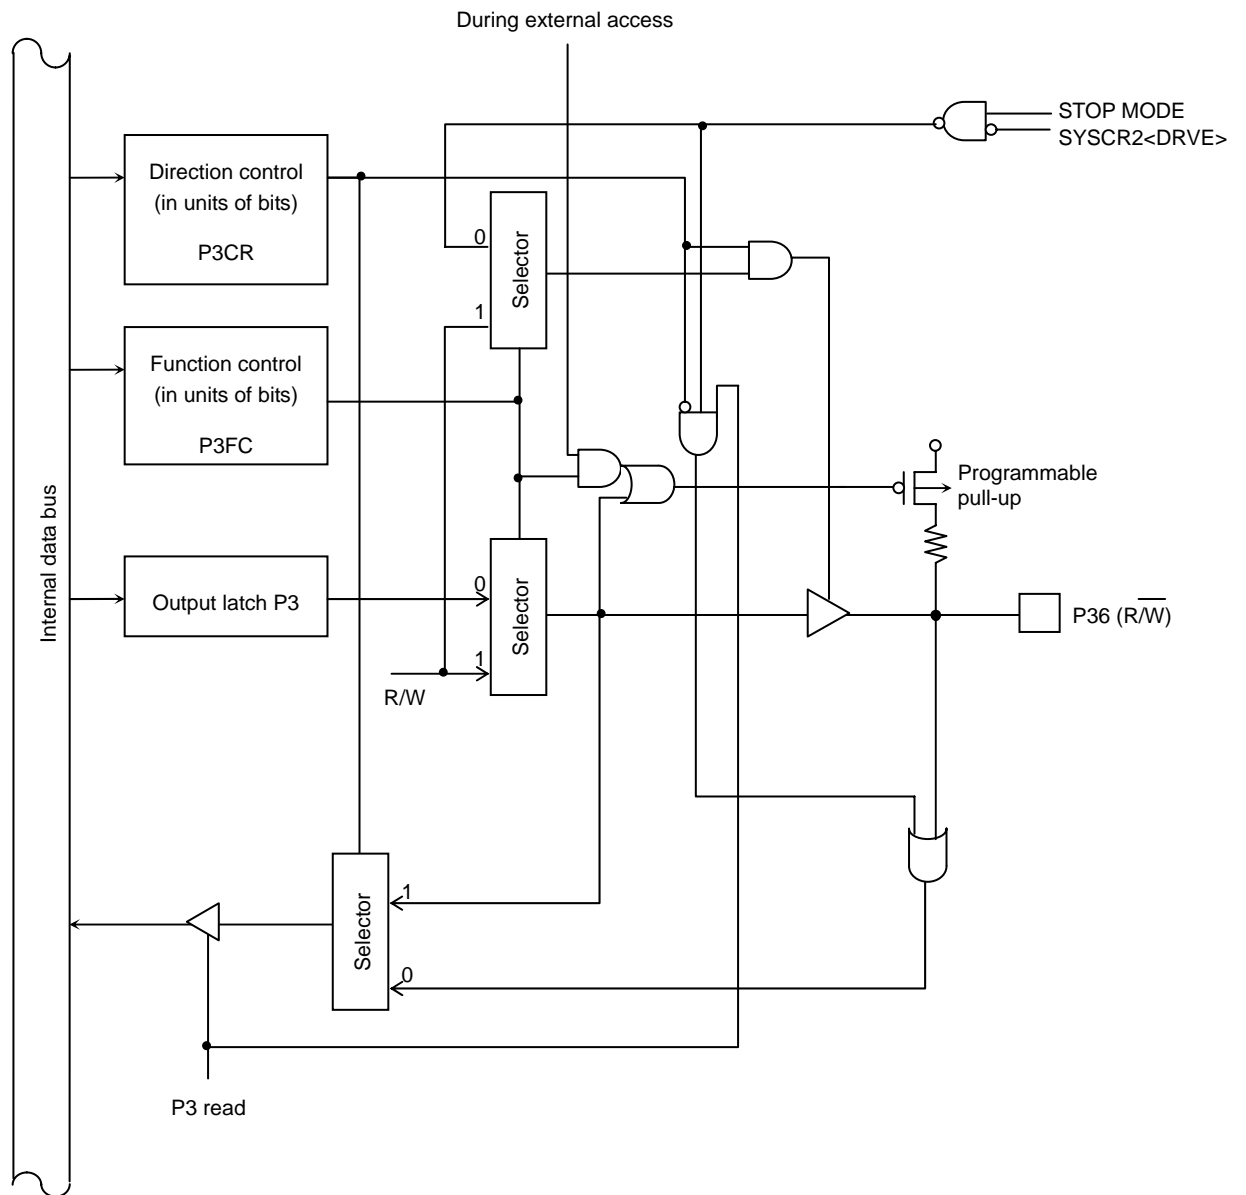 During external access
STOP MODE
SYSCR2<DRVE>
Direction control
(in units of bits)
P3CR
0
Selector
1
Function control
(in units of bits)
P3FC
Programmable
pull-up
Internal data bus
Output latch P3
0
Selector
1
R/W
P36 (R/W)
Selector
1
0
P3 read